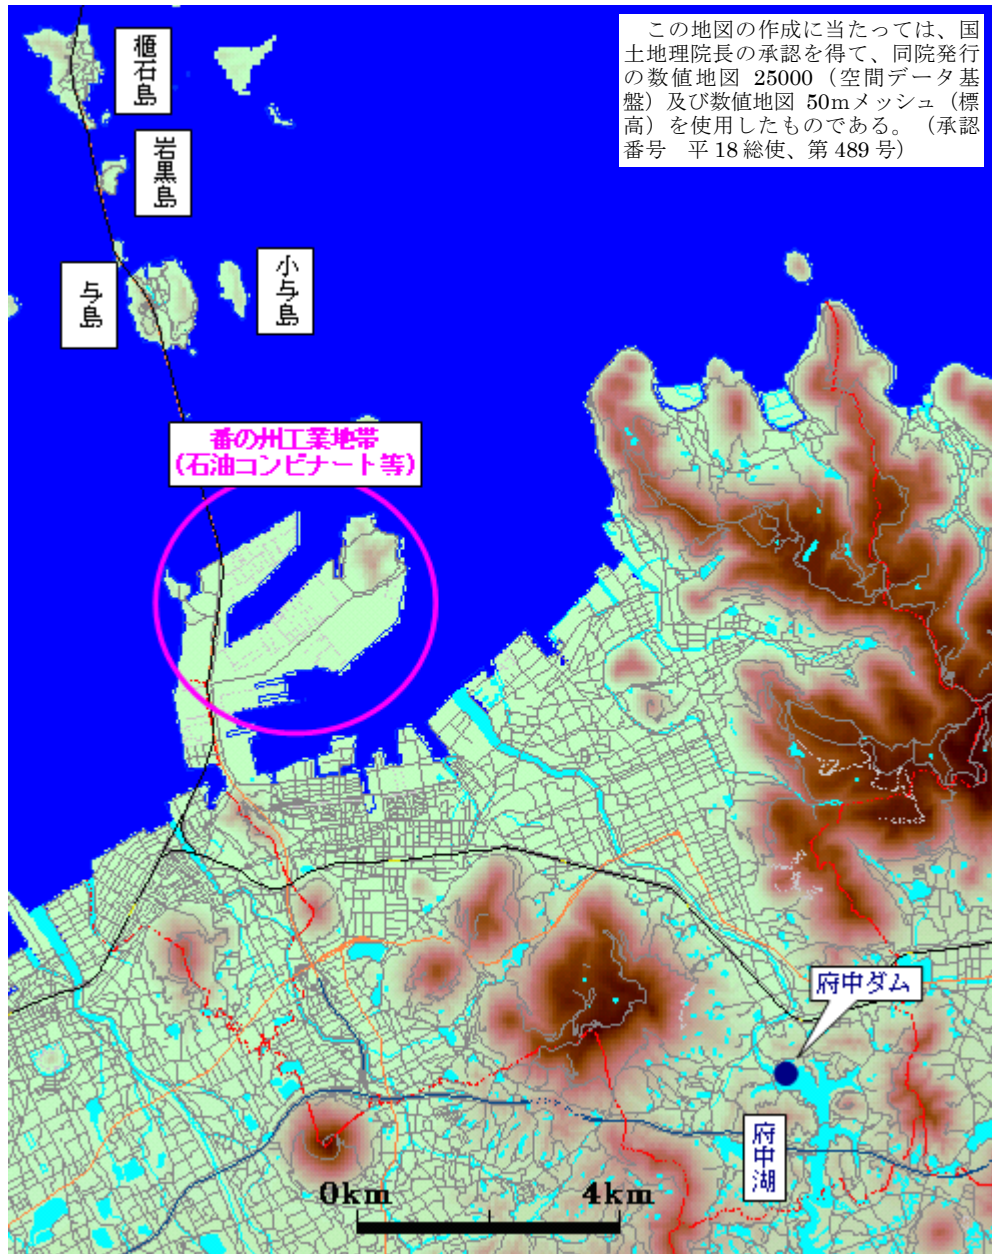 この地図の作成に当たっては、国
土地理院長の承認を得て、同院発行
の数値地図 25000（空間データ基
盤）及び数値地図 50mメッシュ（標
高）を使用したものである。（承認
番号　平 18 総使、第 489 号）
櫃石島
岩黒島
与島
小与島
番の州工業地帯
(石油コンビナート等)
府中ダム
府中湖
0km
4km